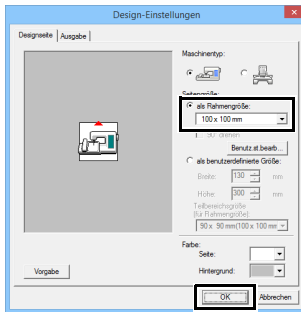 Design-Einstellungen
Designseite
Ausgabe
Maschinentyp:
Seitengröße:
als Rahmengröße:
100 x 100 mm
90° drehen
Benutz.st.bearb...
als benutzerdefinierte Größe:
Breite: 130 mm
Höhe: 300 mm
Teilbereichsgröße
(für Rahmengröße):
90 x 90 mm(100 x 100 mm
Farbe:
Seite:
Hintergrund:
Vorgabe
OK
Abbrechen